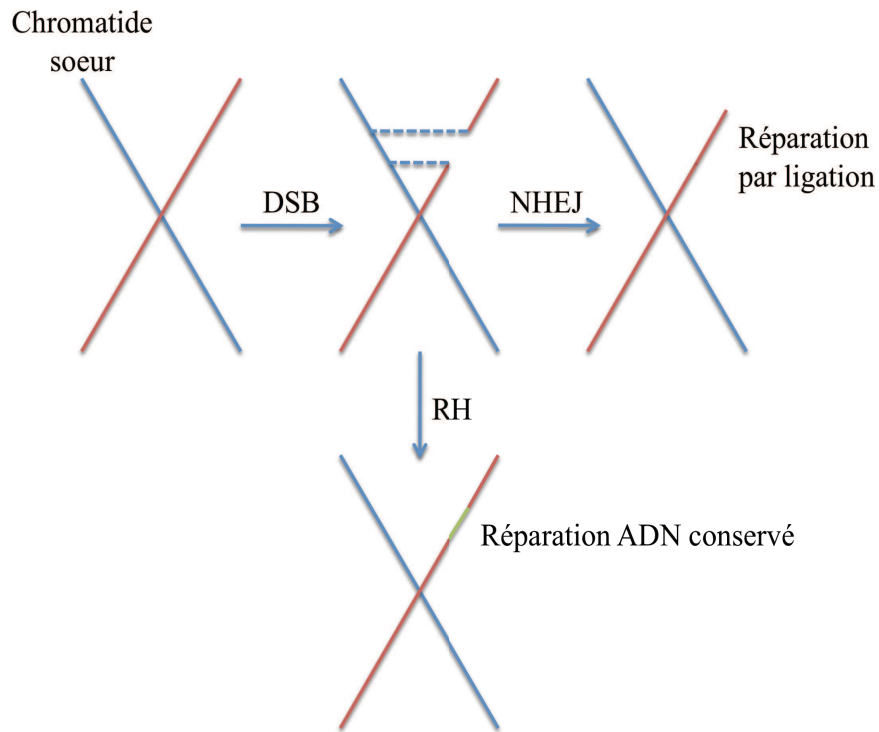 Chromatide
soeur
DSB
NHEJ
Réparation
par ligation
RH
Réparation ADN conservé